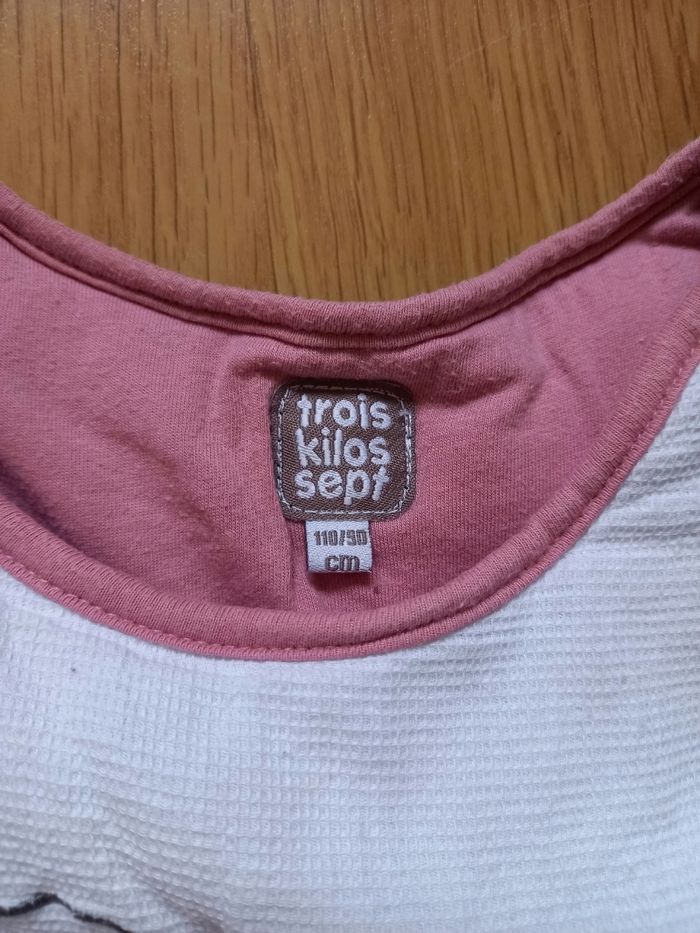 trois
kilos
sept
110/50
cm